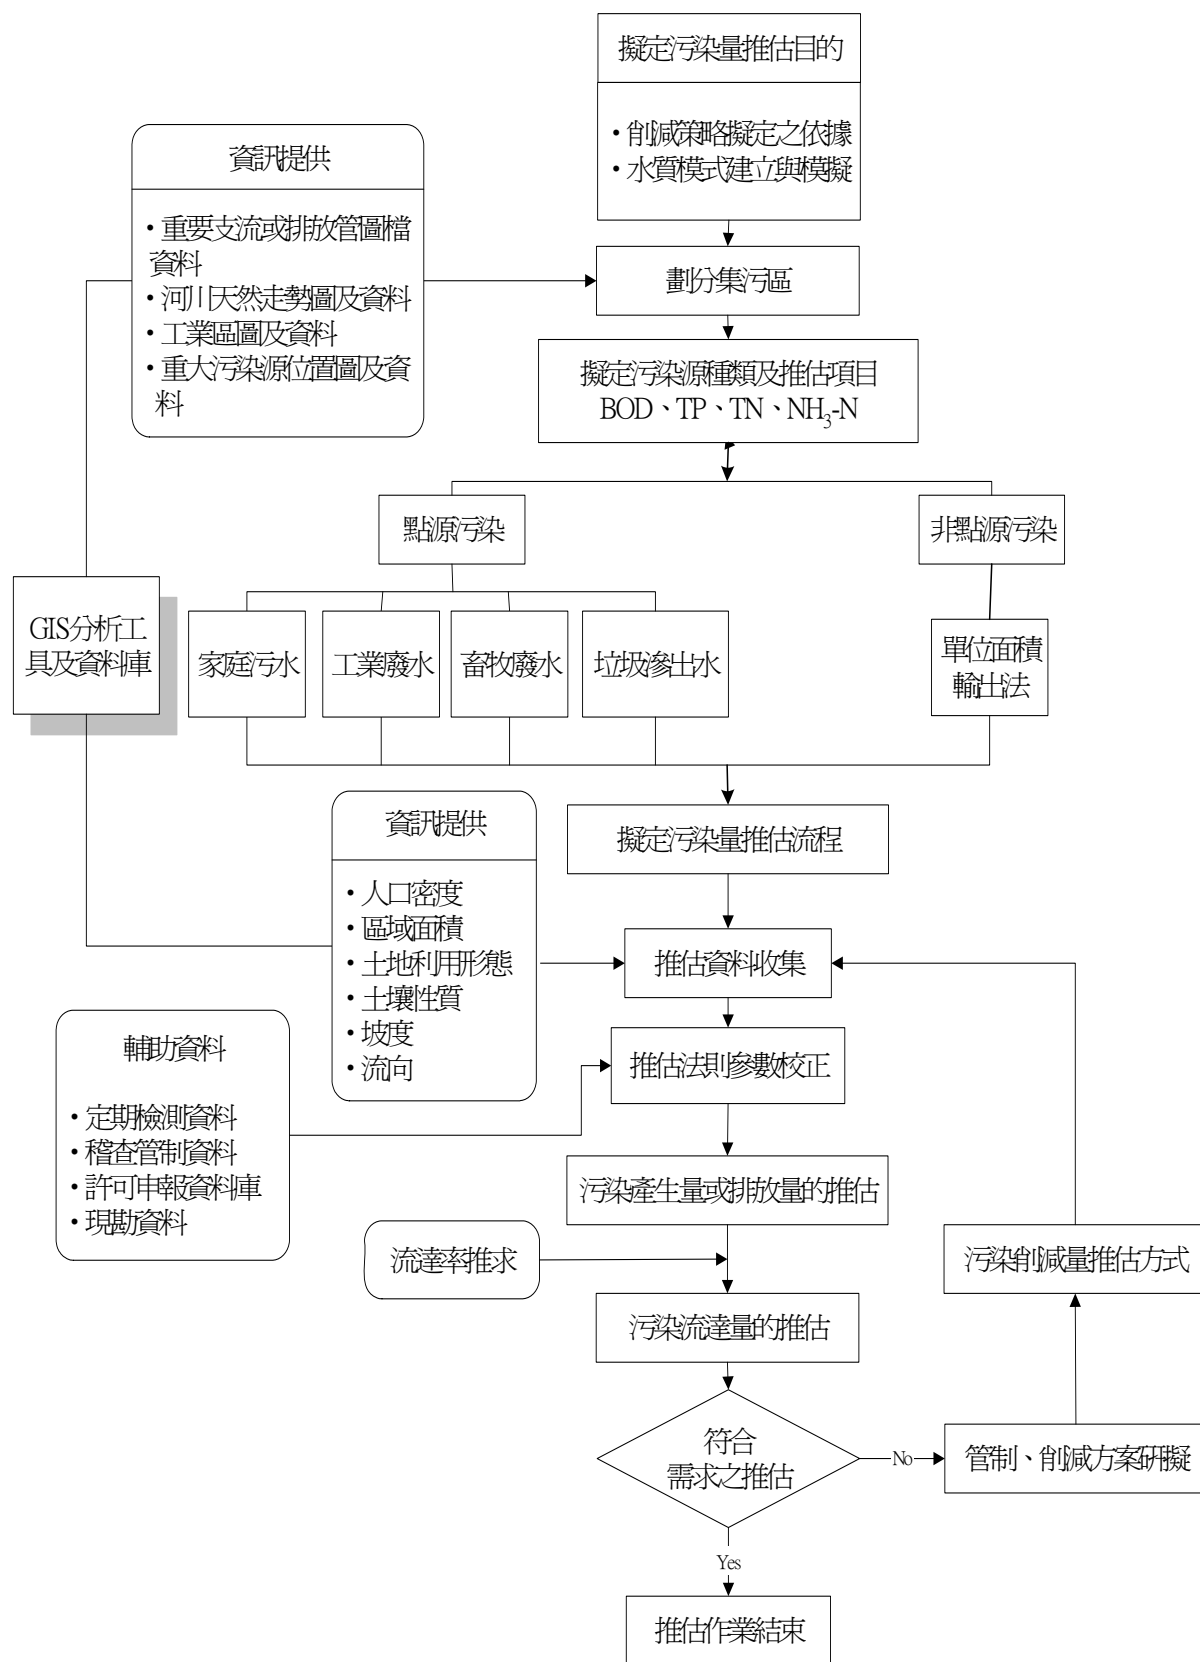 擬定污染量推估目的
・削減策略擬定之依據
・水質模式建立與模擬
資訊提供
・重要支流或排放管圖檔
資料
・河川天然走勢圖及資料
・工業區圖及資料
・重大污染源位置圖及資
料
劃分集污區
擬定污染源種類及推估項目
BOD、TP、TN、NH₃-N
點源污染
非點源污染
GIS分析工
具及資料庫
家庭污水
工業廢水
畜牧廢水
垃圾滲出水
單位面積
輸出法
資訊提供
・人口密度
・區域面積
・土地利用形態
・土壤性質
・坡度
・流向
擬定污染量推估流程
推估資料收集
輔助資料
・定期檢測資料
・稽查管制資料
・許可申報資料庫
・現勘資料
推估法則參數校正
污染產生量或排放量的推估
流達率推求
污染削減量推估方式
污染流達量的推估
符合
需求之推估
No
管制、削減方案研擬
Yes
推估作業結束